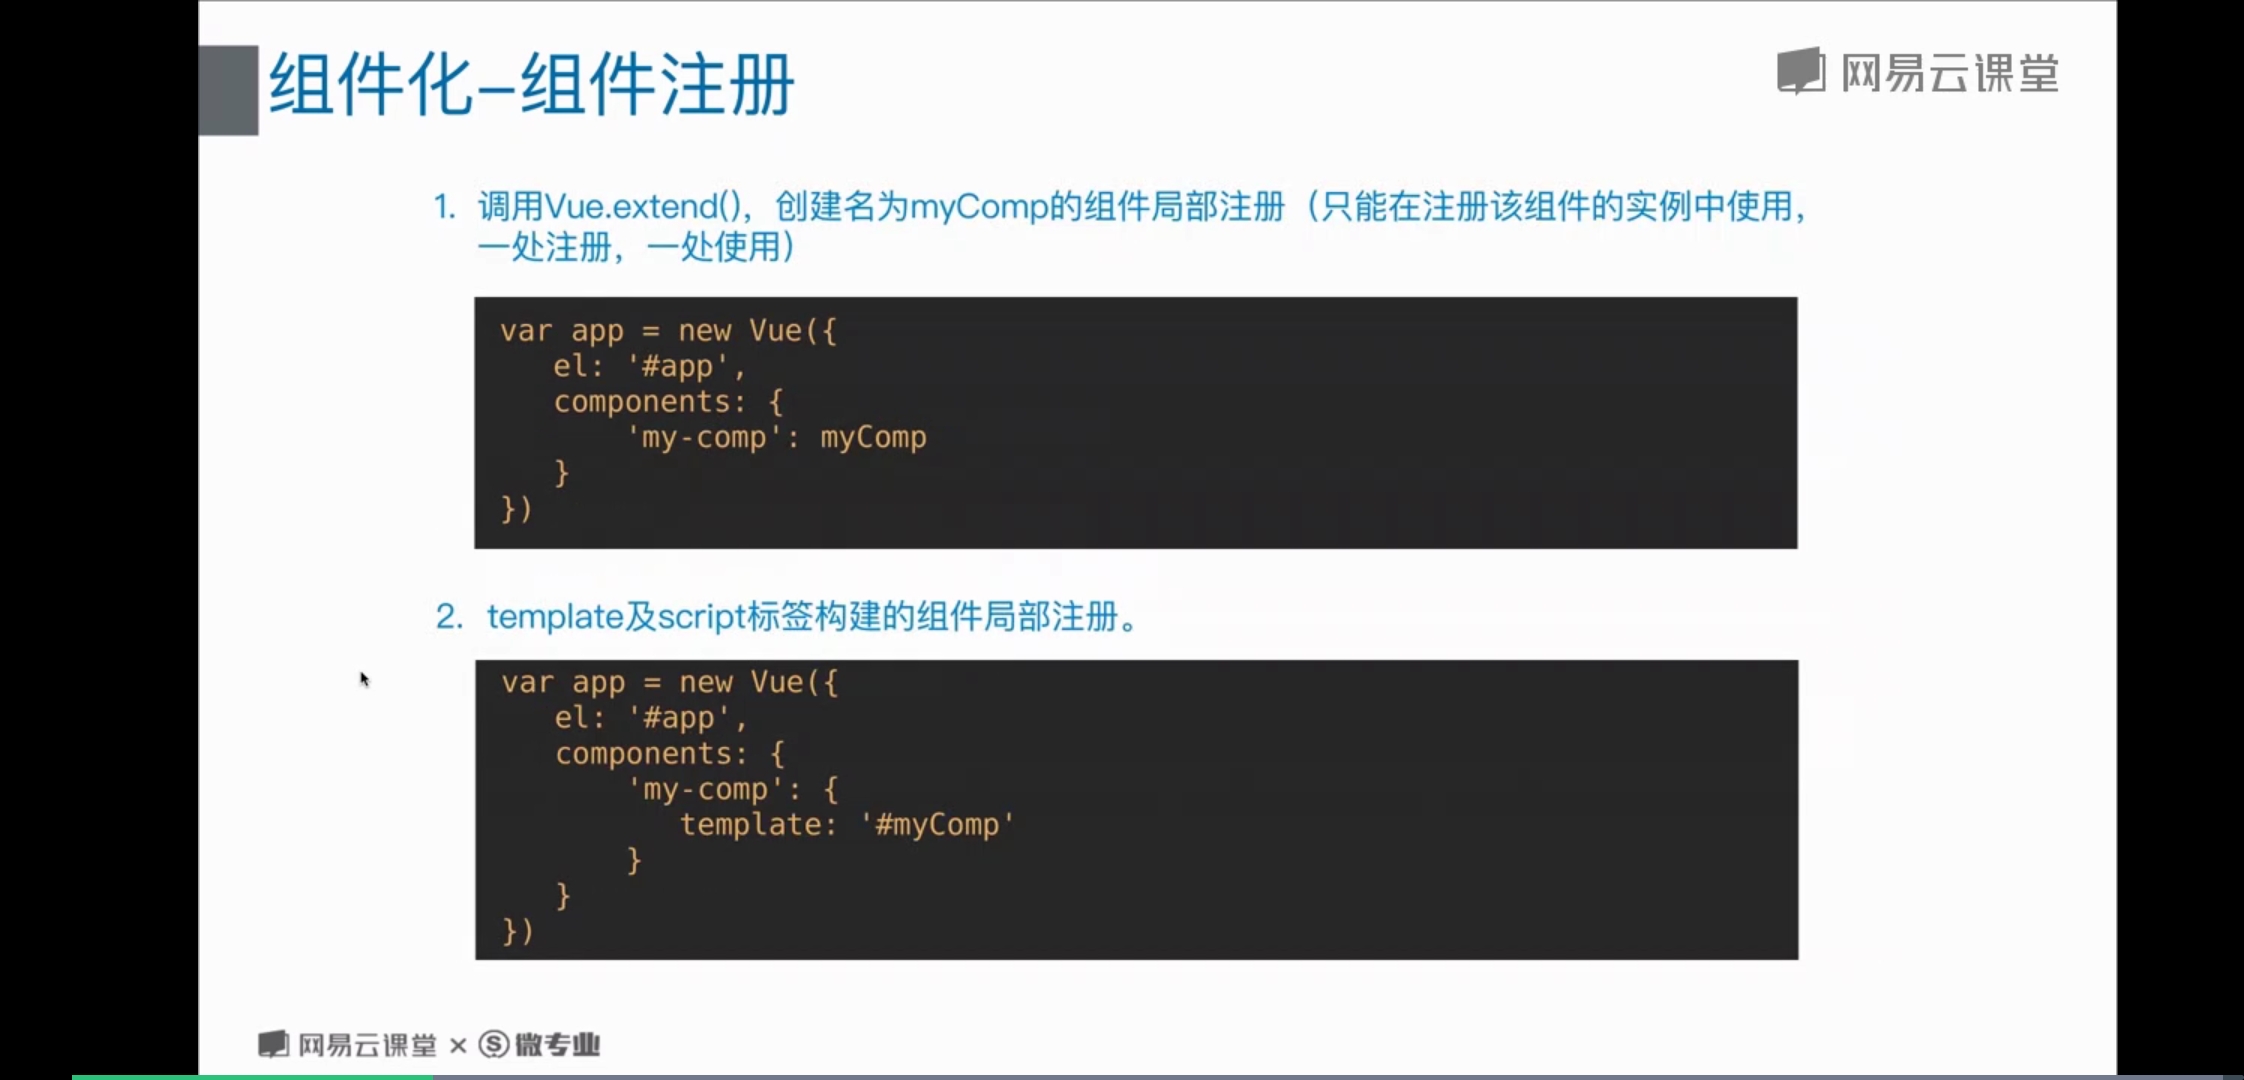 组件化-组件注册
网易云课堂
1. 调用Vue.extend()，创建名为myComp的组件局部注册（只能在注册该组件的实例中使用，
一处注册，一处使用）
var app = new Vue({
   el: '#app',
   components: {
       'my-comp': myComp
   }
})
2. template及script标签构建的组件局部注册。
var app = new Vue({
   el: '#app',
   components: {
       'my-comp': {
          template: '#myComp'
       }
   }
})
网易云课堂 × 微专业